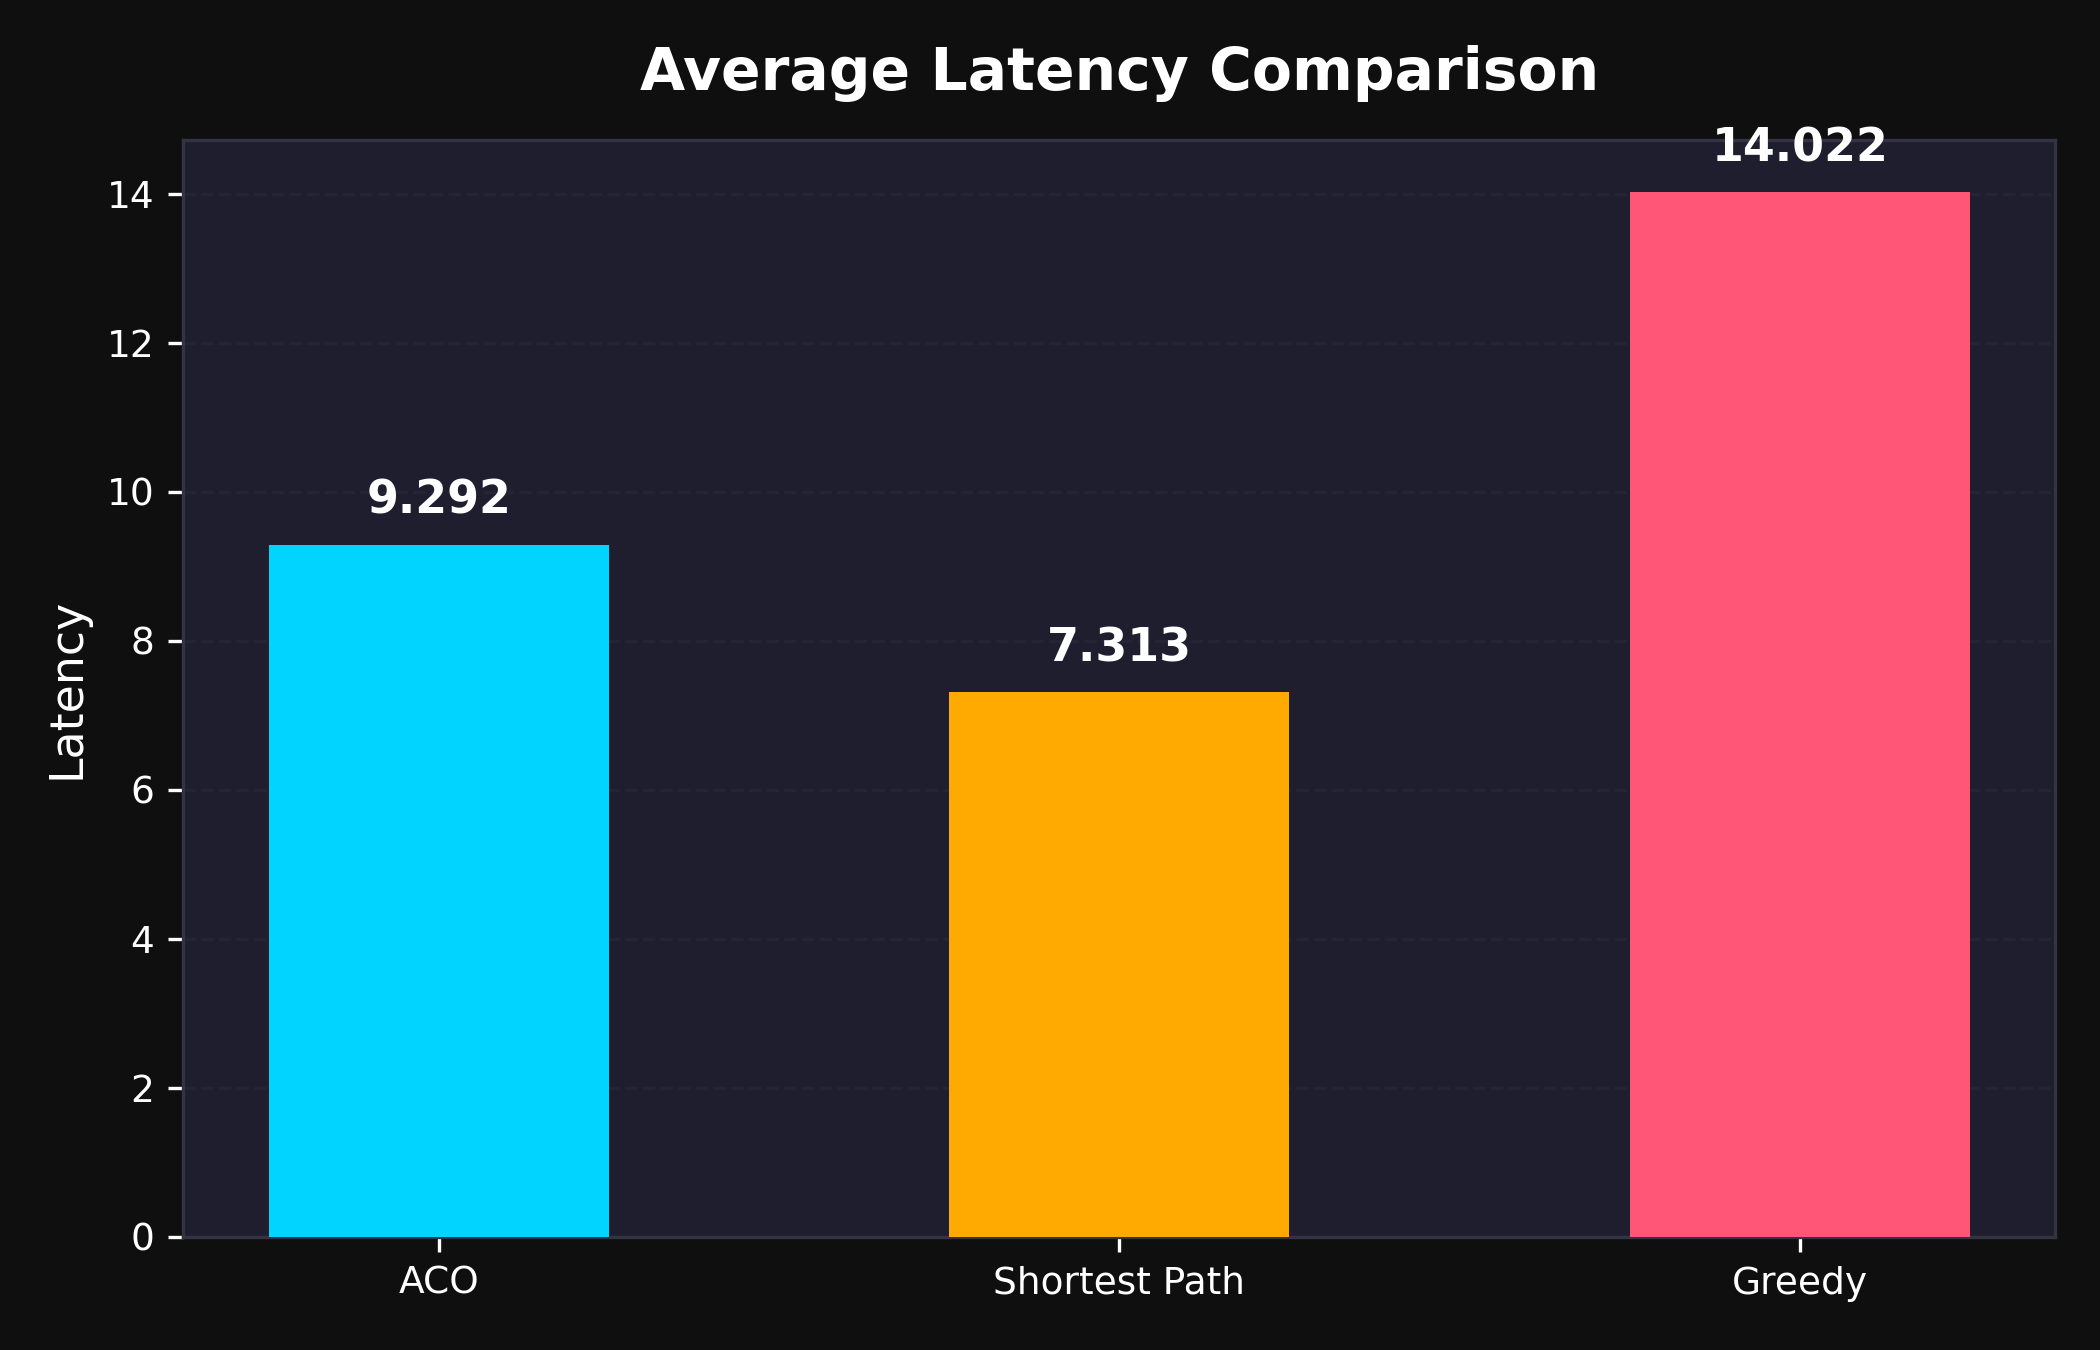 Average Latency Comparison
14.022
9.292
7.313
Latency
14
12
10
8
6
4
2
0
ACO
Shortest Path
Greedy